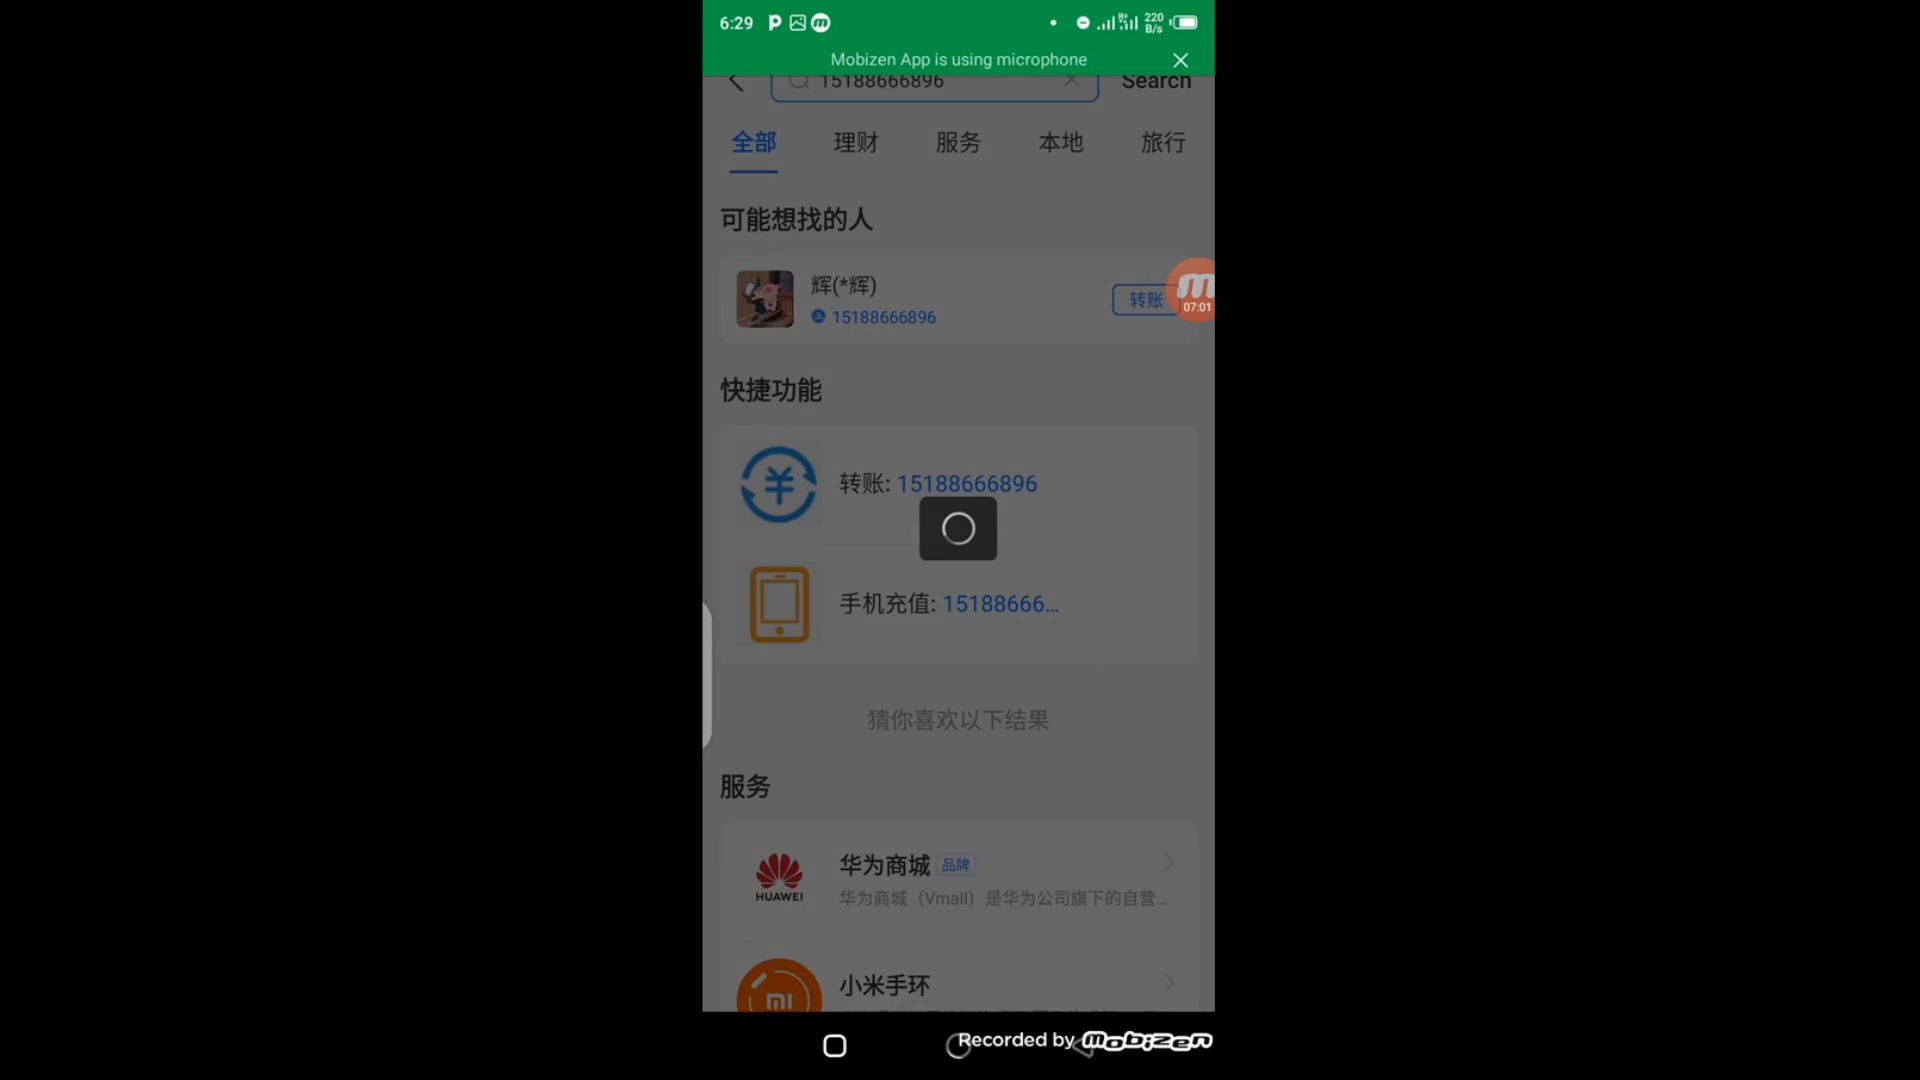 6:29
220
B/s
Mobizen App is using microphone
15188666896
Search
全部 理财 服务 本地 旅行
可能想找的人
辉(*辉)
15188666896
转账
07:01
快捷功能
转账: 15188666896
手机充值: 15188666...
猜你喜欢以下结果
服务
HUAWEI
华为商城 品牌
华为商城（Vmall）是华为公司旗下的自营...
小米手环
Recorded by mobizen